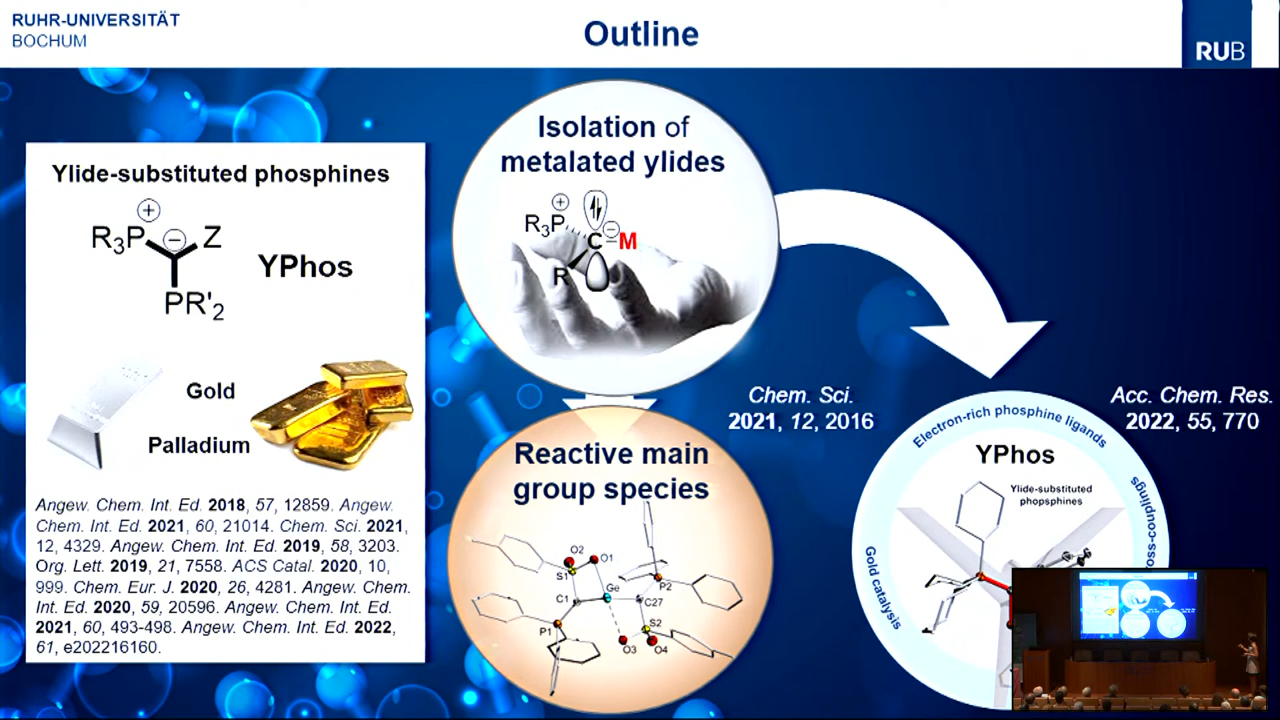 RUHR-UNIVERSITÄT
BOCHUM
Outline
RUB
Ylide-substituted phosphines
R3P
Z
PR'2
YPhos
Gold
Palladium
Angew. Chem. Int. Ed. 2018, 57, 12859. Angew.
Chem. Int. Ed. 2021, 60, 21014. Chem. Sci. 2021,
12, 4329. Angew. Chem. Int. Ed. 2019, 58, 3203.
Org. Lett. 2019, 21, 7558. ACS Catal. 2020, 10,
999. Chem. Eur. J. 2020, 26, 4281. Angew. Chem.
Int. Ed. 2020, 59, 20596. Angew. Chem. Int. Ed.
2021, 60, 493-498. Angew. Chem. Int. Ed. 2022,
61, e202216160.
Isolation of
metalated ylides
R3P
C
M
R
Reactive main
group species
O2
O1
S1
Ge
P2
C1
C27
P1
S2
O3
O4
Chem. Sci.
2021, 12, 2016
Acc. Chem. Res.
2022, 55, 770
Electron-rich phosphine ligands
YPhos
Ylide-substituted
phopsphines
Gold catalysis
oss-couplings